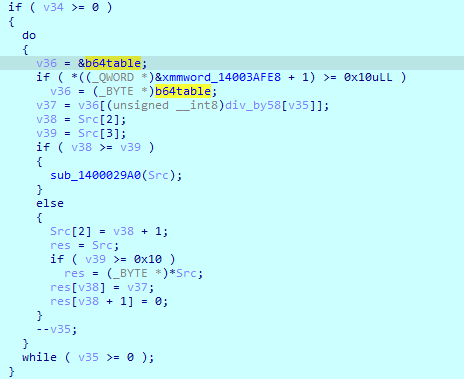 if ( v34 >= 0 )
{
do
{
v36 = &b64table;
if ( *((_QWORD *)&xmmword_14003AFE8 + 1) >= 0x10uLL )
v36 = (_BYTE *)b64table;
v37 = v36[(unsigned __int8)div_by58[v35]];
v38 = Src[2];
v39 = Src[3];
if ( v38 >= v39 )
{
sub_1400029A0(Src);
}
else
{
Src[2] = v38 + 1;
res = Src;
if ( v39 >= 0x10 )
res = (_BYTE *)*Src;
res[v38] = v37;
res[v38 + 1] = 0;
}
--v35;
}
while ( v35 >= 0 );
}